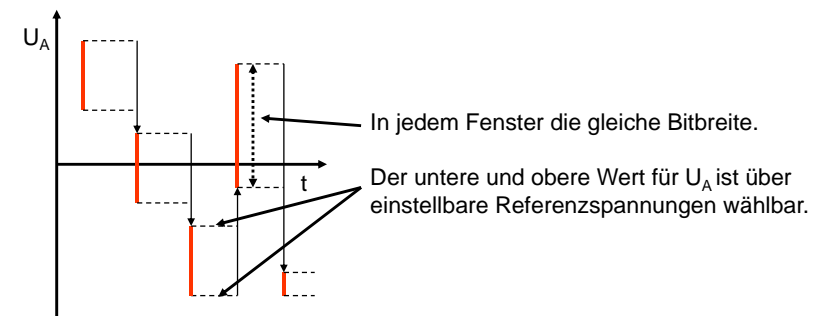 U_A
In jedem Fenster die gleiche Bitbreite.
t
Der untere und obere Wert für U_A ist über
einstellbare Referenzspannungen wählbar.